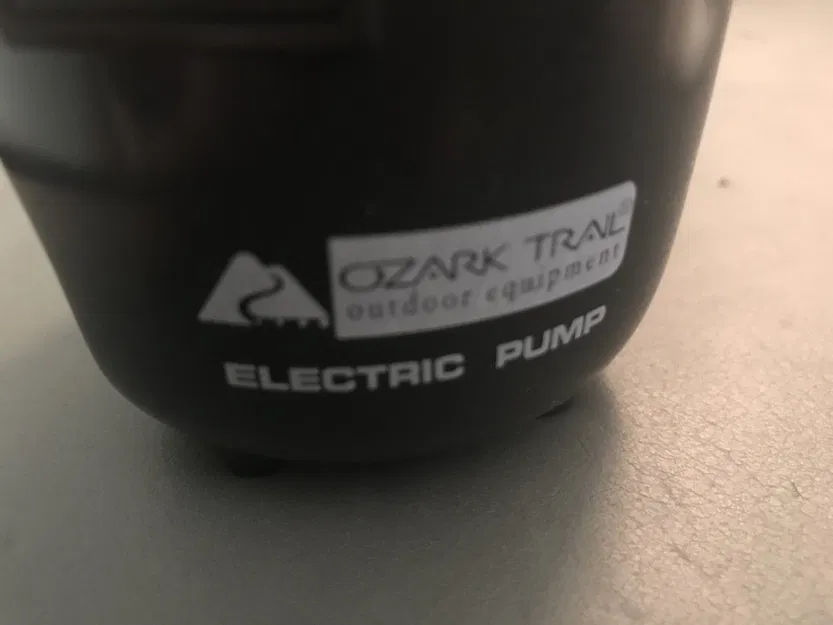 OZARK TRAIL®
outdoor equipment
ELECTRIC PUMP